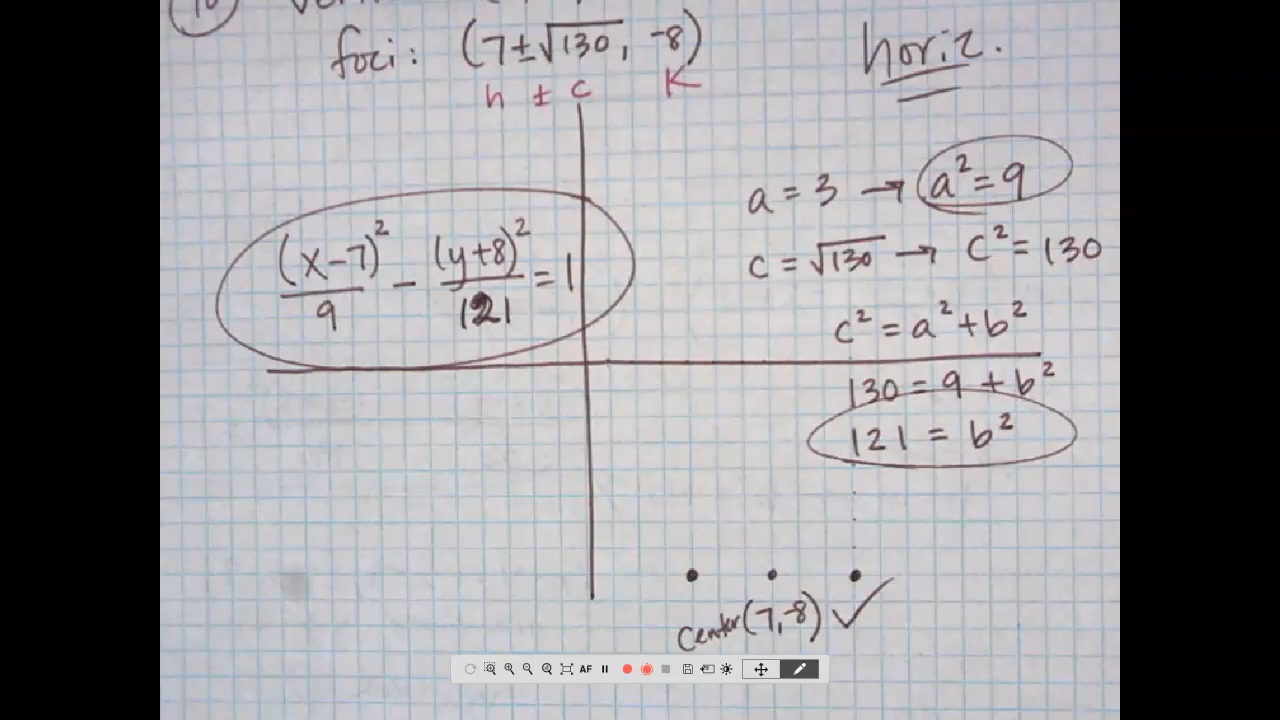 foci: (7±√130, -8)
h ± c K
horiz.
(x-7)²/9 - (y+8)²/121 = 1
a = 3 → a² = 9
c = √130 → c² = 130
c² = a² + b²
130 = 9 + b²
121 = b²
center(7,-8) ✓
AF